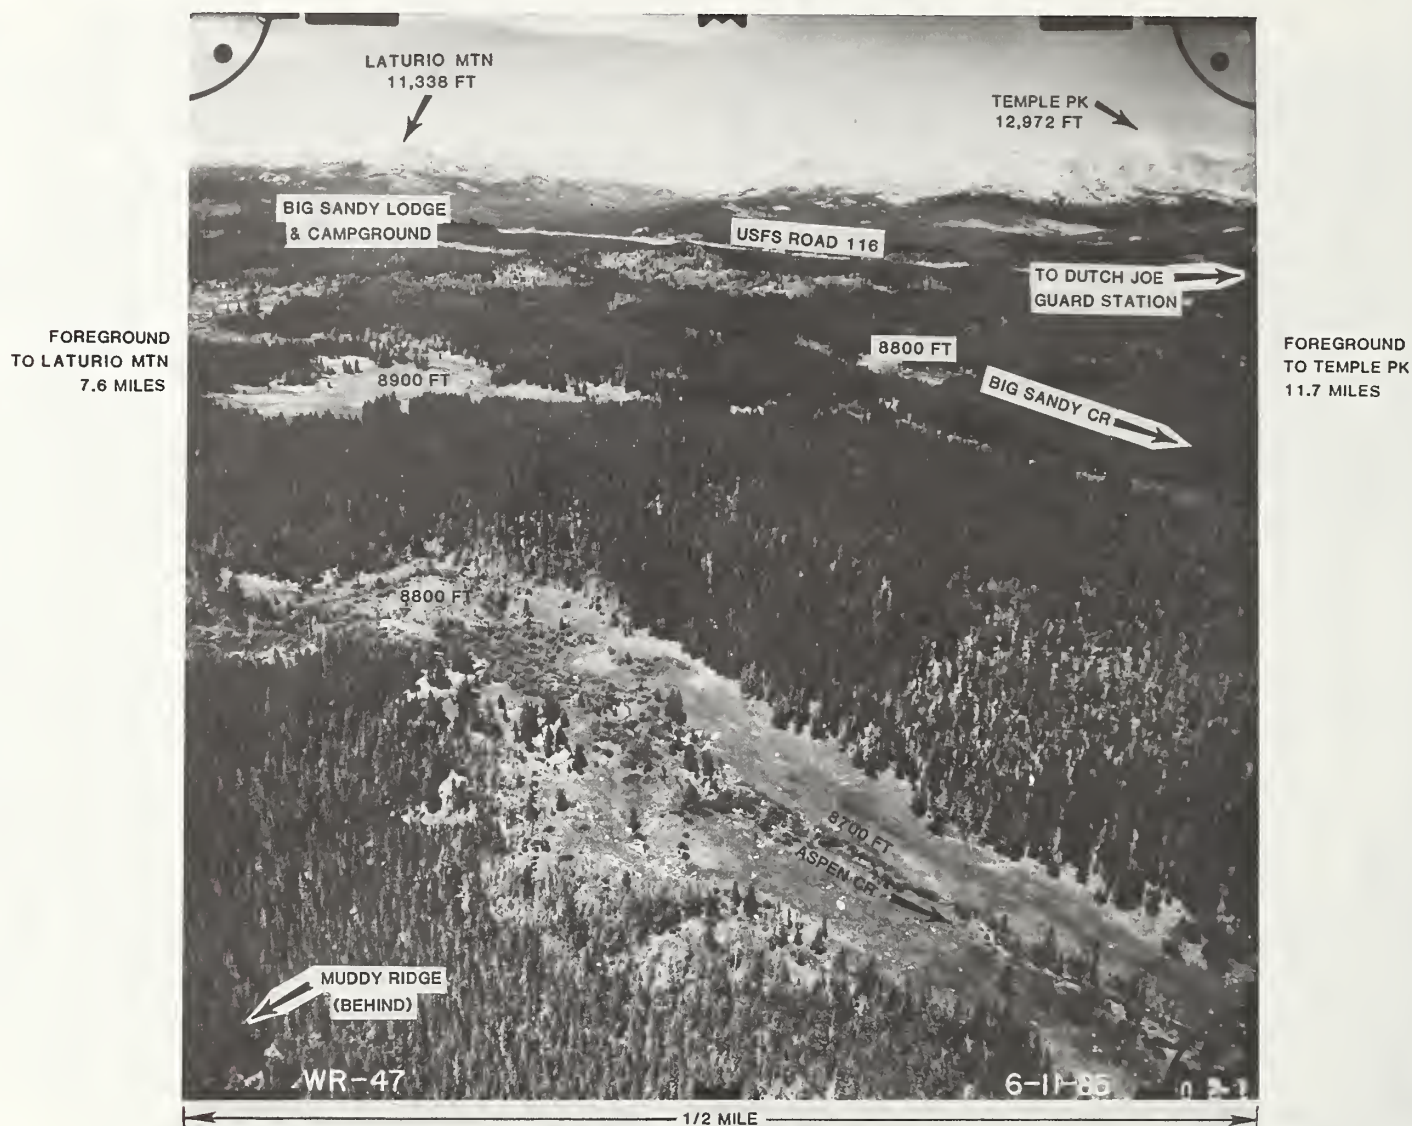 LATURIO MTN
11,338 FT
TEMPLE PK
12,972 FT
BIG SANDY LODGE
& CAMPGROUND
USFS ROAD 116
TO DUTCH JOE
GUARD STATION
FOREGROUND
TO LATURIO MTN
7.6 MILES
FOREGROUND
TO TEMPLE PK
11.7 MILES
8800 FT
8900 FT
BIG SANDY CR
8800 FT
8700 FT
ASPEN CR
MUDDY RIDGE
(BEHIND)
WR-47
6-11-85
1/2 MILE